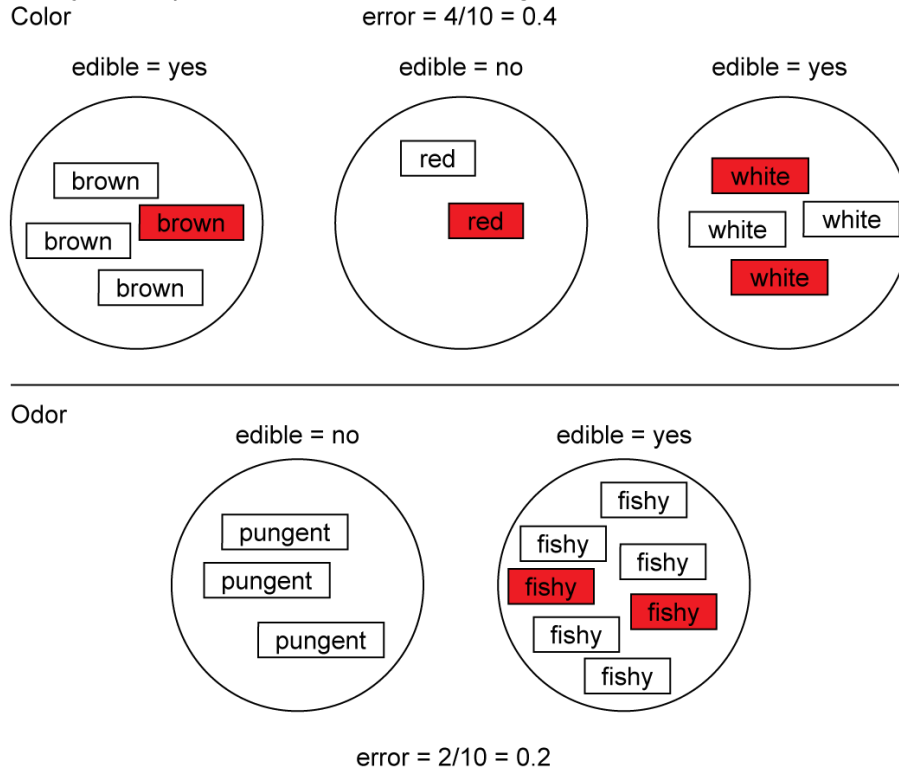 Color
error = 4/10 = 0.4
edible = yes
edible = no
edible = yes
brown
brown
brown
brown
red
red
white
white
white
white
Odor
edible = no
edible = yes
pungent
pungent
pungent
fishy
fishy
fishy
fishy
fishy
fishy
fishy
error = 2/10 = 0.2